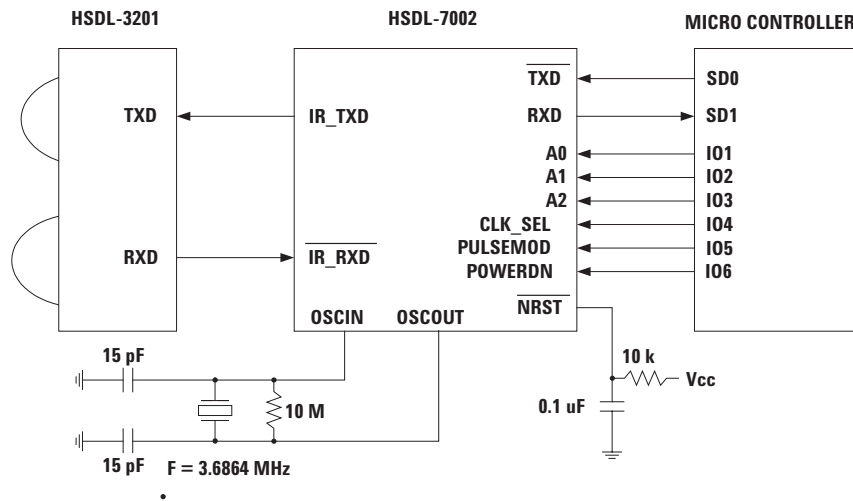 HSDL-3201
HSDL-7002
MICRO CONTROLLER
TXD
RXD
IR_TXD
IR_RXD
OSCIN
OSCOUT
TXD
RXD
A0
A1
A2
CLK_SEL
PULSEMOD
POWERDN
NRST
SD0
SD1
IO1
IO2
IO3
IO4
IO5
IO6
15 pF
10 M
15 pF
F = 3.6864 MHz
10 k
Vcc
0.1 uF